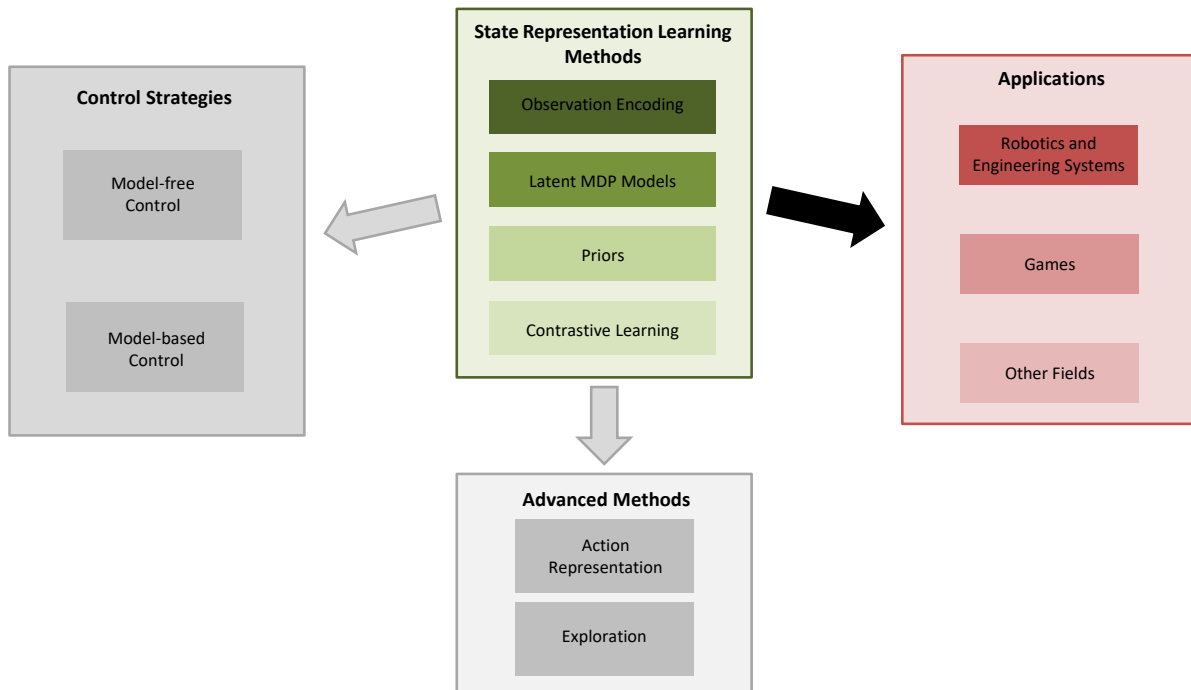 State Representation Learning
Methods
Observation Encoding
Latent MDP Models
Priors
Contrastive Learning
Control Strategies
Model-free
Control
Model-based
Control
Applications
Robotics and
Engineering Systems
Games
Other Fields
Advanced Methods
Action
Representation
Exploration